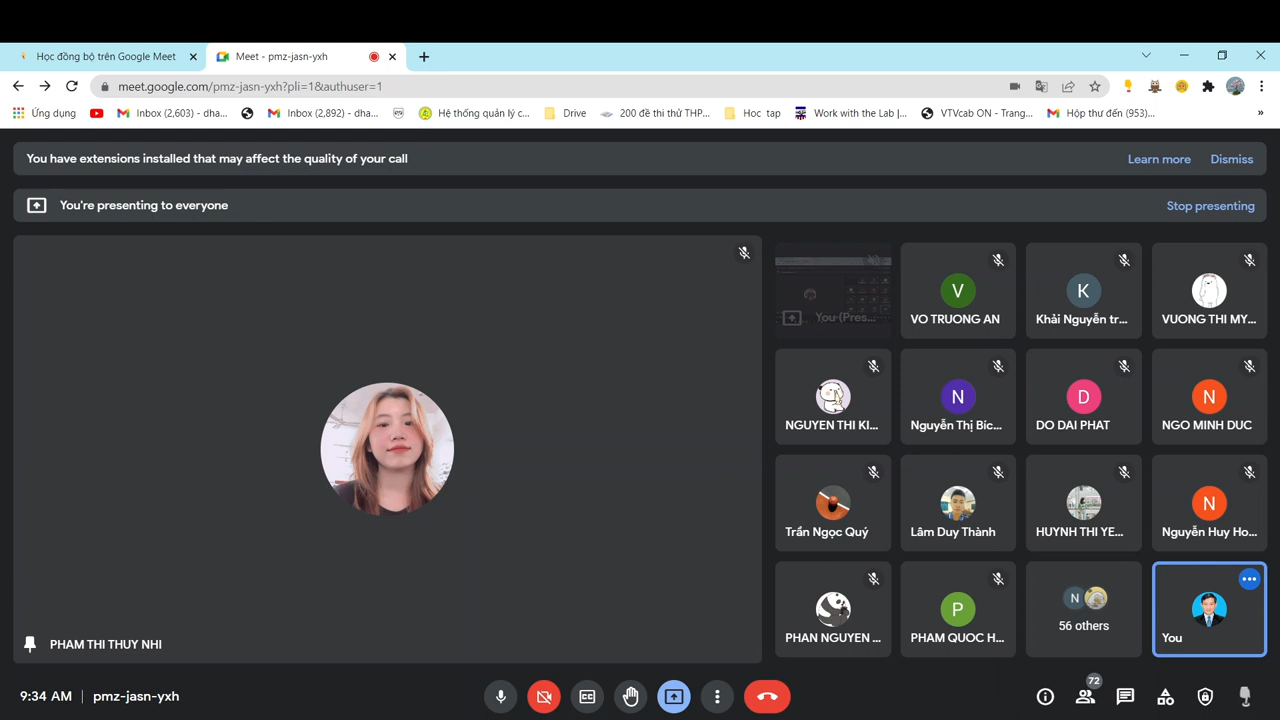 Học đồng bộ trên Google Meet
Meet - pmz-jasn-yxh
meet.google.com/pmz-jasn-yxh?pli=1&authuser=1
Ứng dụng
Inbox (2,603) - dha...
Inbox (2,892) - dha...
Hệ thống quản lý c...
Drive
200 đề thi thử THP...
Hoc tap
Work with the Lab |...
VTVcab ON - Trang...
Hộp thư đến (953)...
You have extensions installed that may affect the quality of your call
Learn more
Dismiss
You're presenting to everyone
Stop presenting
You (Pres...
VO TRUONG AN
Khải Nguyễn tr...
VUONG THI MY...
NGUYEN THI KI...
Nguyễn Thị Bíc...
DO DAI PHAT
NGO MINH DUC
Trần Ngọc Quý
Lâm Duy Thành
HUYNH THI YE...
Nguyễn Huy Ho...
PHAN NGUYEN ...
PHAM QUOC H...
56 others
You
V
K
N
D
N
N
P
N
PHAM THI THUY NHI
9:34 AM
pmz-jasn-yxh
72